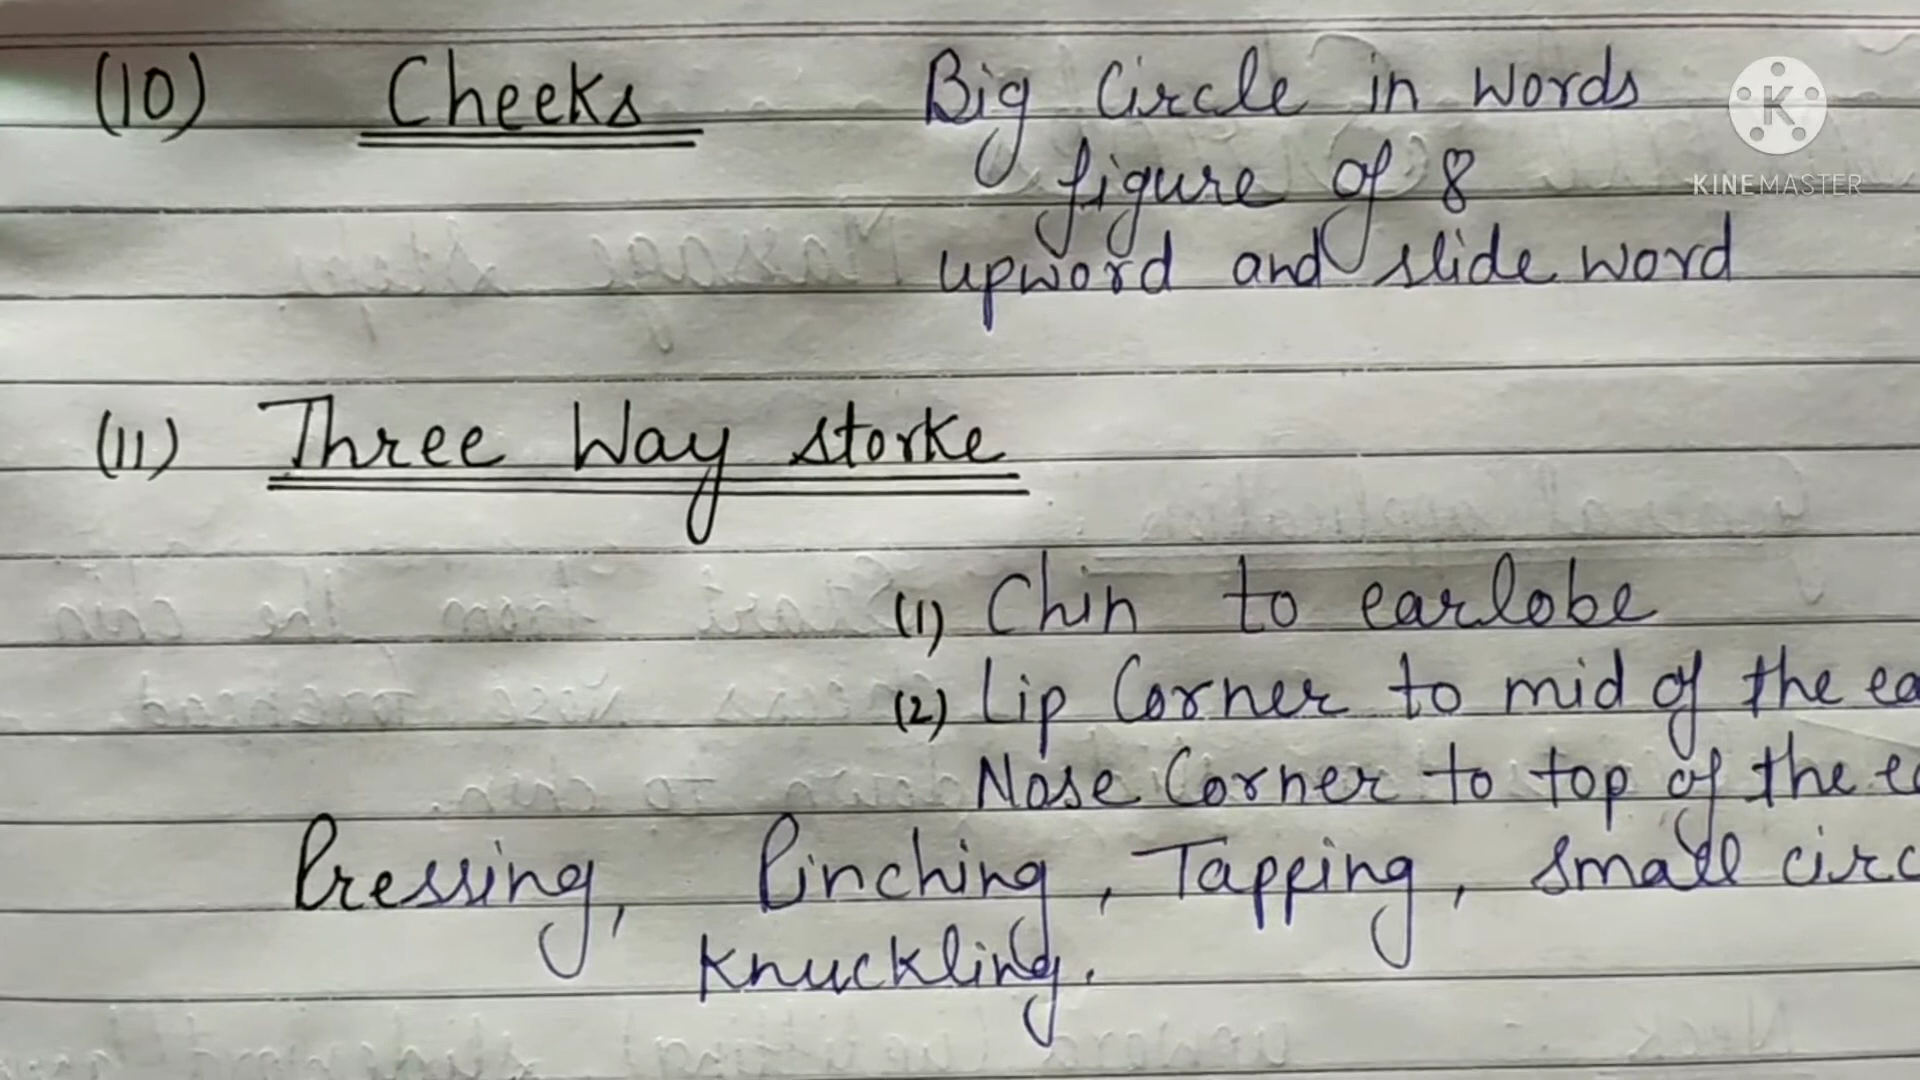 (10) Cheeks Big Circle in words
figure of 8
upword and slide word
(11) Three Way storke
(1) Chin to earlobe
(2) Lip Corner to mid of the
Nose Corner to top of the
Pressing, Pinching, Tapping, small
Knuckling.
K
KINEMASTER